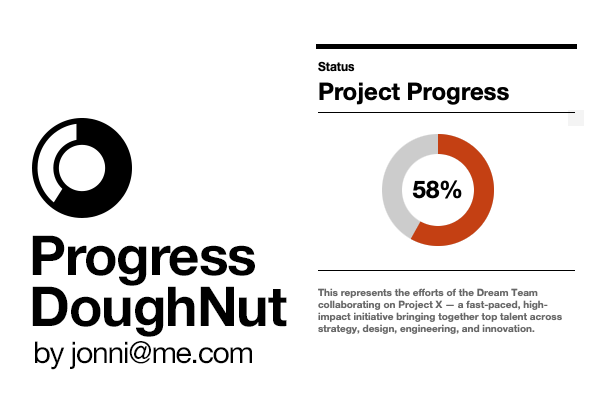 Progress
DoughNut
by jonni@me.com
Status
Project Progress
58%
This represents the efforts of the Dream Team
collaborating on Project X — a fast-paced, high-
impact initiative bringing together top talent across
strategy, design, engineering, and innovation.